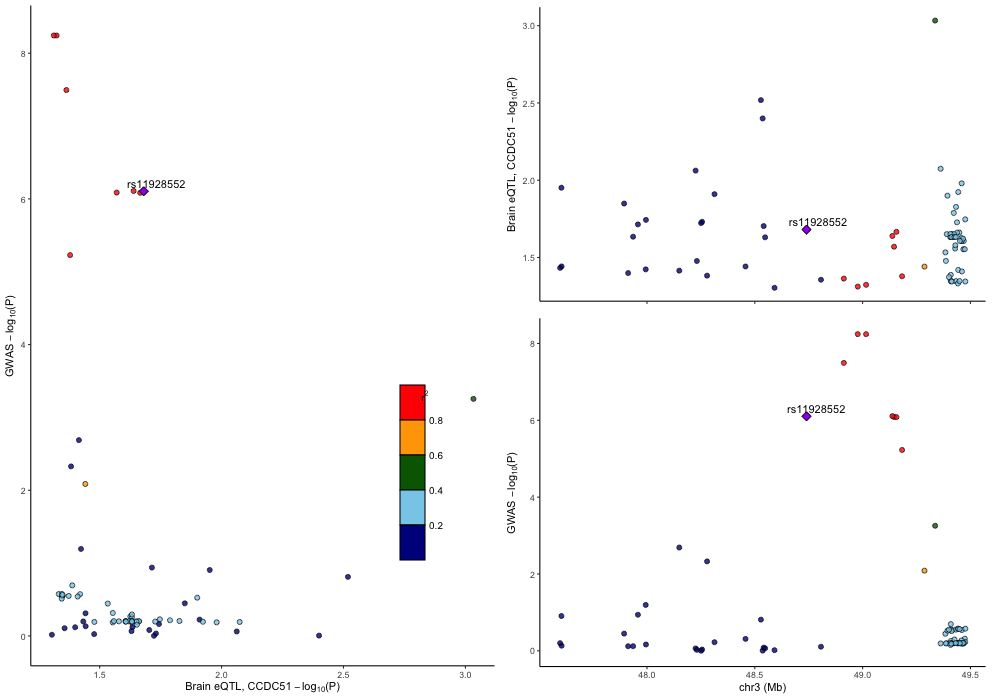 GWAS – log10(P)
8
6
4
2
0
rs11928552
r2
0.8
0.6
0.4
0.2
1.5
2.0
2.5
3.0
Brain eQTL, CCDC51 – log10(P)
Brain eQTL, CCDC51 – log10(P)
3.0
2.5
2.0
1.5
rs11928552
GWAS – log10(P)
8
6
4
2
0
rs11928552
48.0
48.5
49.0
49.5
chr3 (Mb)